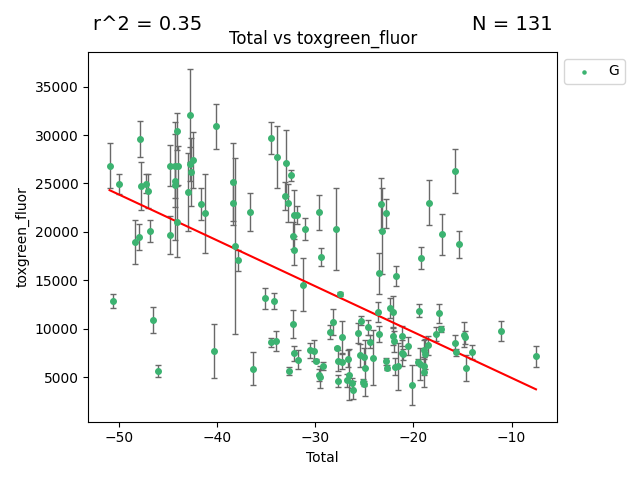 r^2 = 0.35
N = 131
Total vs toxgreen_fluor
G
35000
30000
25000
20000
15000
10000
5000
toxgreen_fluor
−50
−40
−30
−20
−10
Total